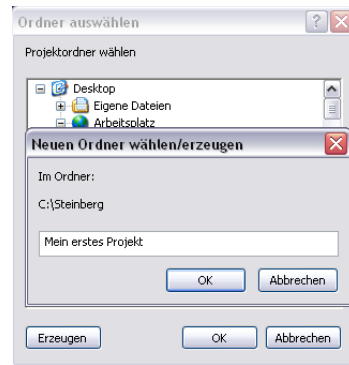 Ordner auswählen
Projektordner wählen
Desktop
Eigene Dateien
Arbeitsplatz
Neuen Ordner wählen/erzeugen
Im Ordner:
C:\Steinberg
Mein erstes Projekt
OK Abbrechen
Erzeugen OK Abbrechen